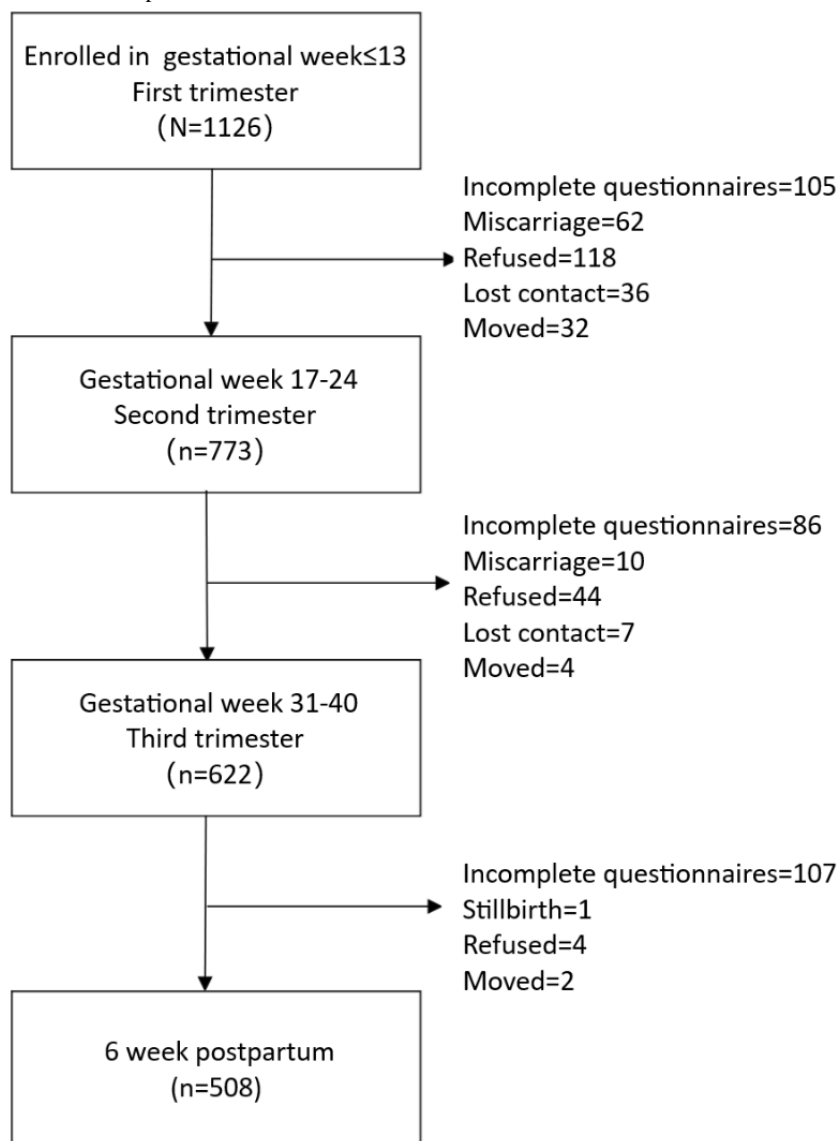 Enrolled in gestational week≤13
First trimester
(N=1126)
Incomplete questionnaires=105
Miscarriage=62
Refused=118
Lost contact=36
Moved=32
Gestational week 17-24
Second trimester
(n=773)
Incomplete questionnaires=86
Miscarriage=10
Refused=44
Lost contact=7
Moved=4
Gestational week 31-40
Third trimester
(n=622)
Incomplete questionnaires=107
Stillbirth=1
Refused=4
Moved=2
6 week postpartum
(n=508)